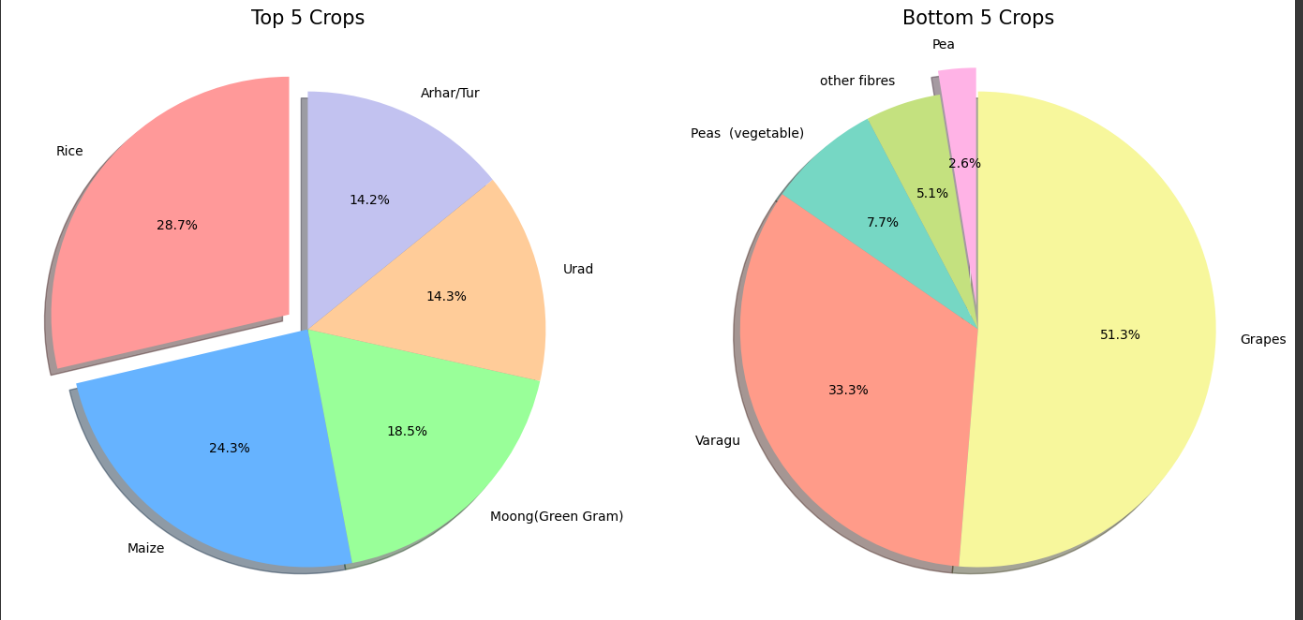 Top 5 Crops
Rice
28.7%
Arhar/Tur
14.2%
Urad
14.3%
Moong(Green Gram)
18.5%
Maize
24.3%
Bottom 5 Crops
Pea
2.6%
other fibres
5.1%
Peas  (vegetable)
7.7%
Varagu
33.3%
Grapes
51.3%